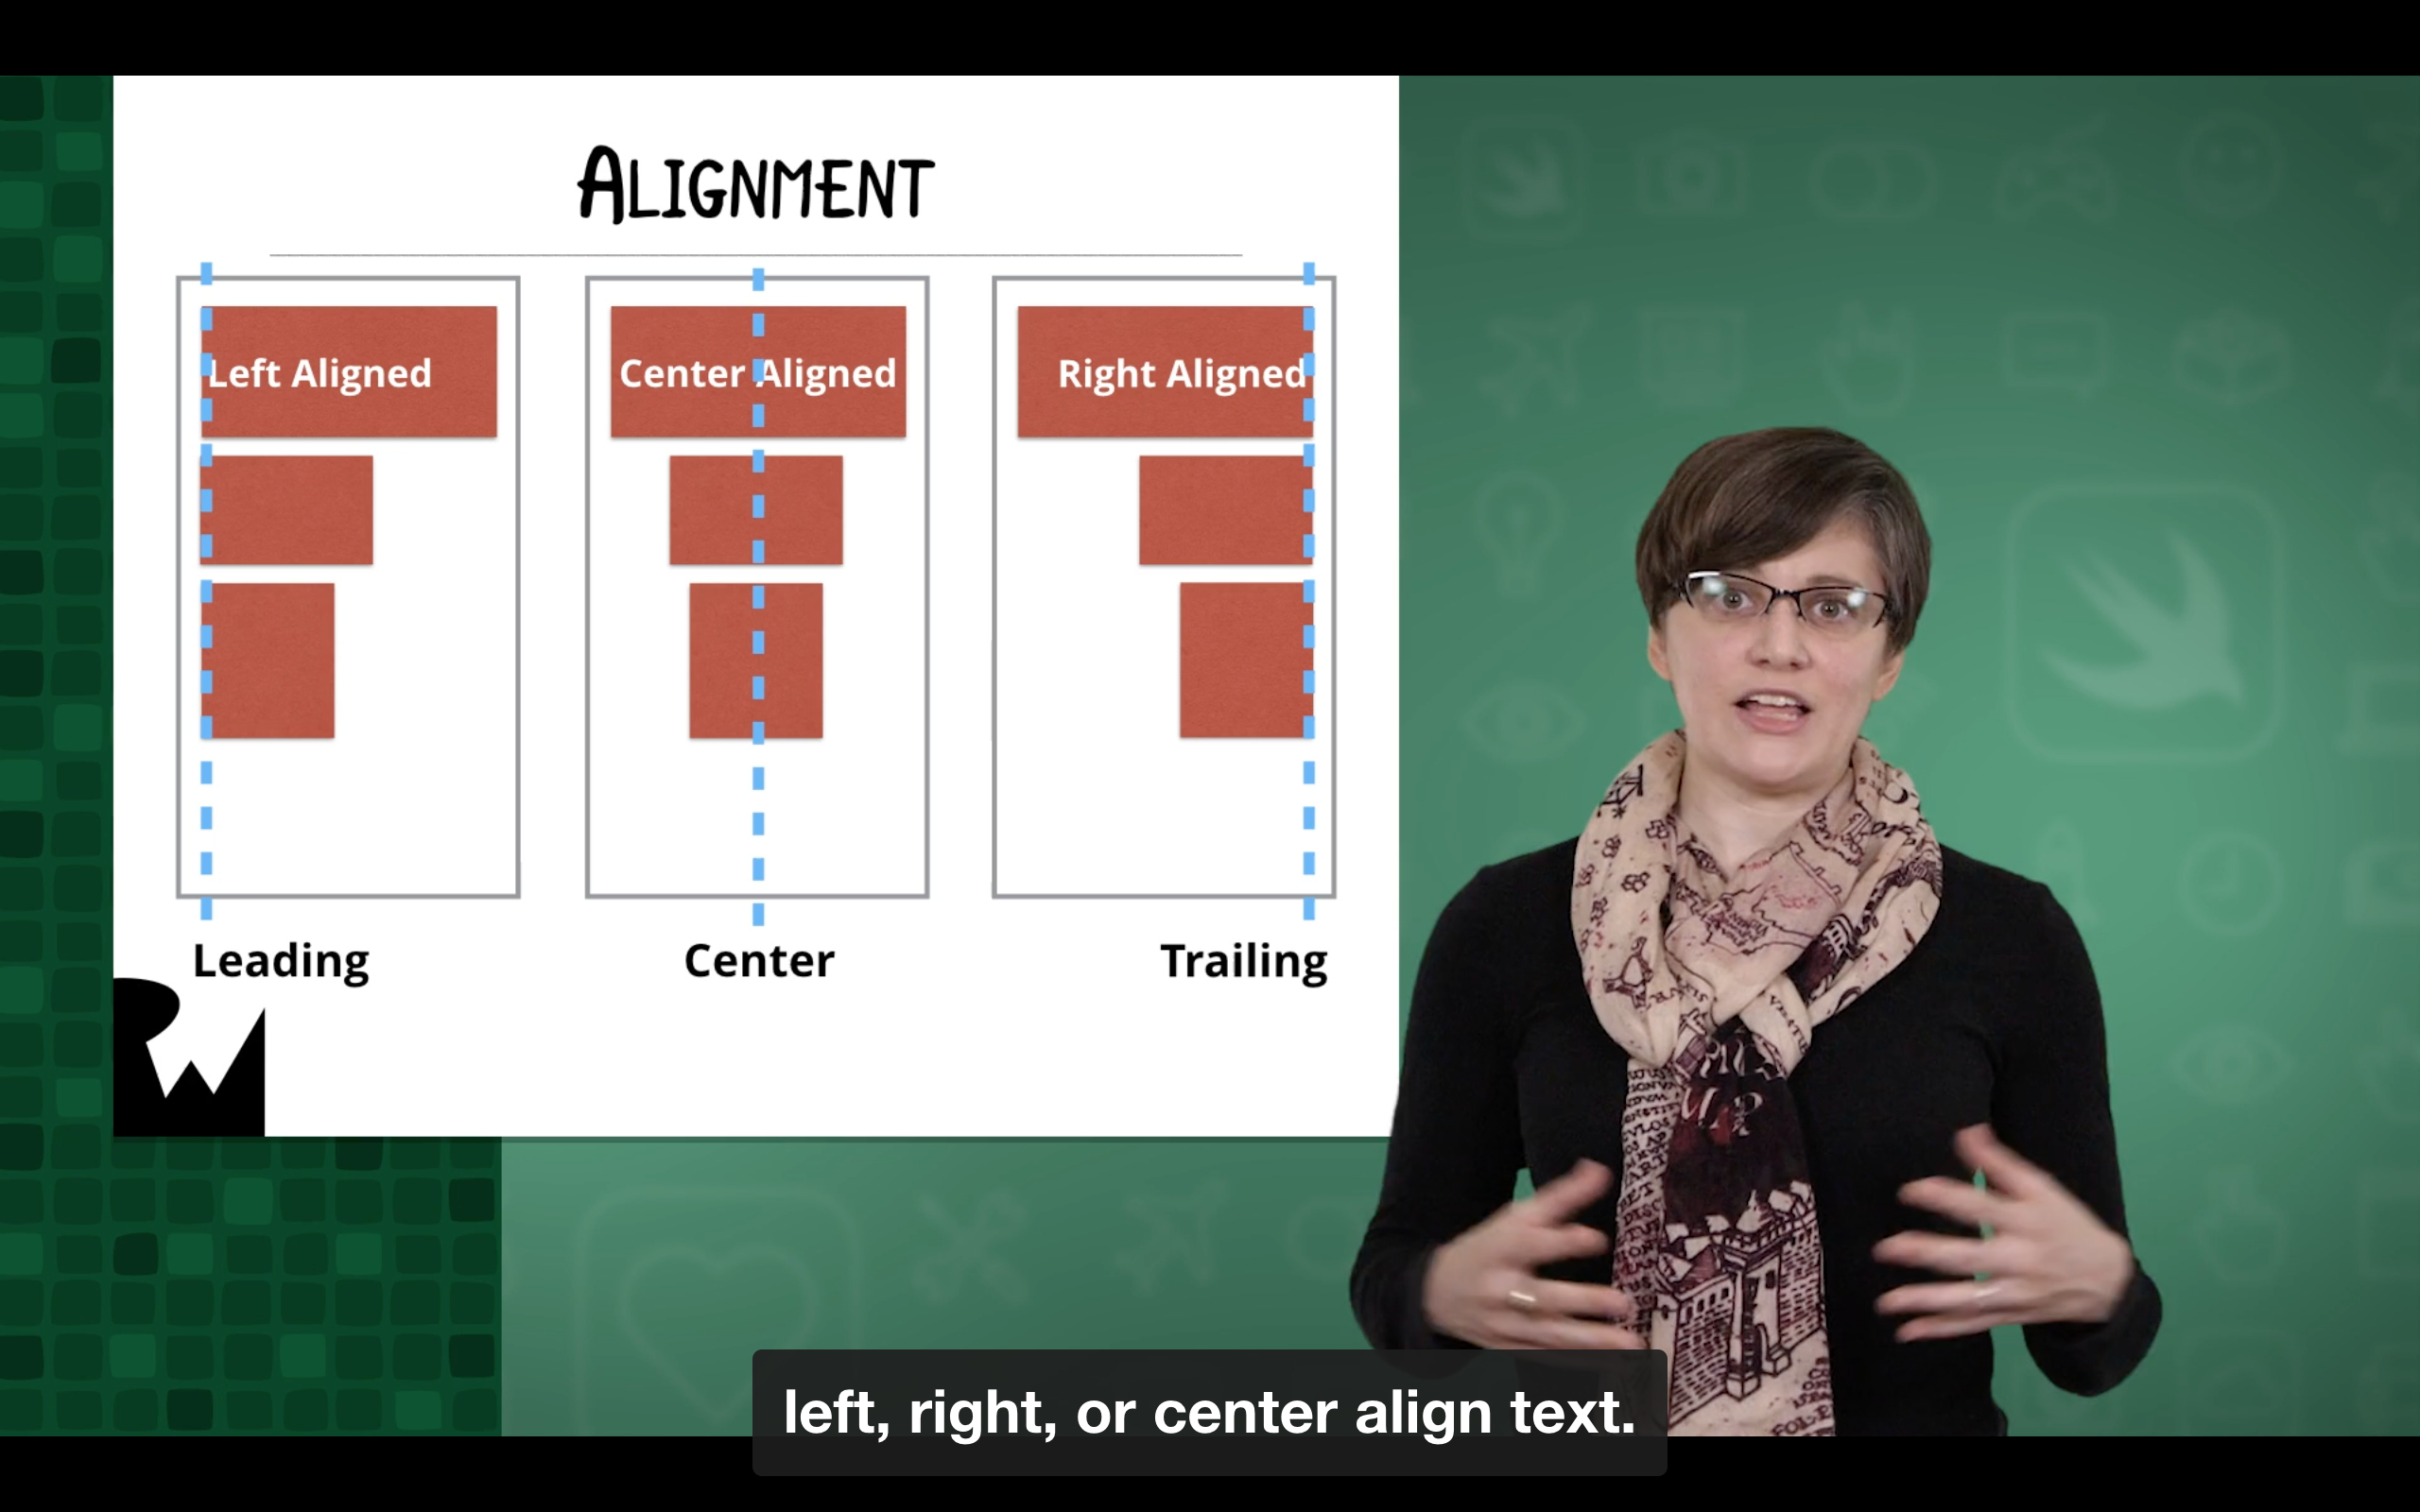 ALIGNMENT
Left Aligned
Center Aligned
Right Aligned
Leading
Center
Trailing
RW
left, right, or center align text.